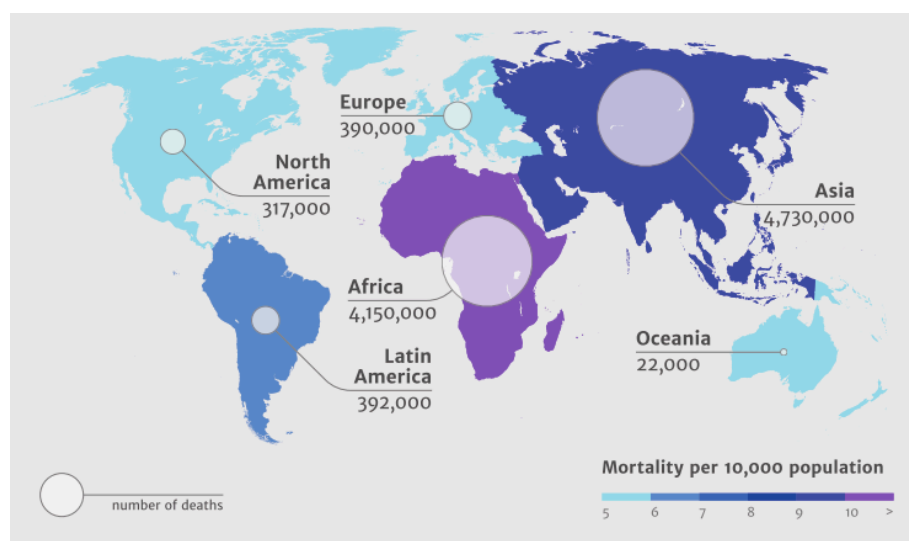 Europe
390,000
North
America
317,000
Asia
4,730,000
Africa
4,150,000
Oceania
22,000
Latin
America
392,000
Mortality per 10,000 population
number of deaths
5 6 7 8 9 10 >